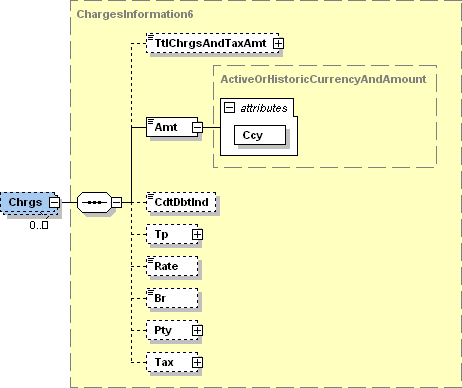 ChargesInformation6
TtlChrgsAndTaxAmt
ActiveOrHistoricCurrencyAndAmount
attributes
Amt
Ccy
Chrgs
0..∞
CdtDbtInd
Tp
Rate
Br
Pty
Tax